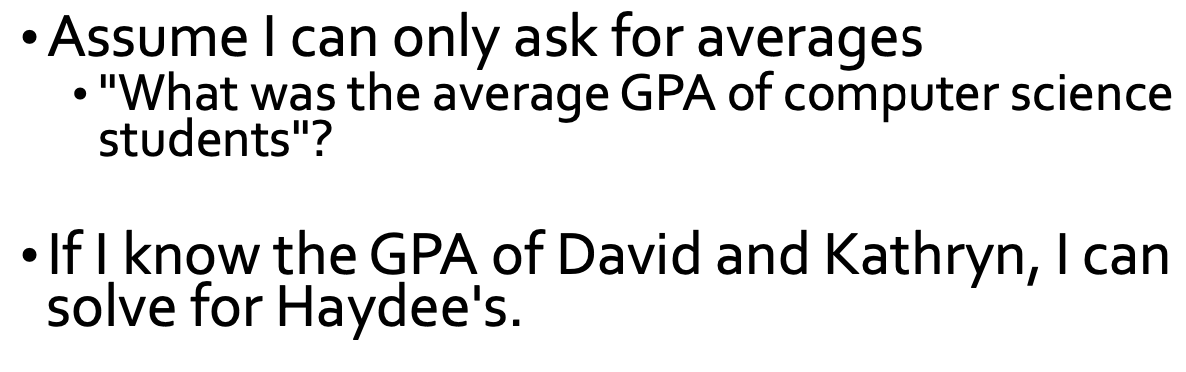 • Assume I can only ask for averages
• "What was the average GPA of computer science
students"?
• If I know the GPA of David and Kathryn, I can
solve for Haydee's.